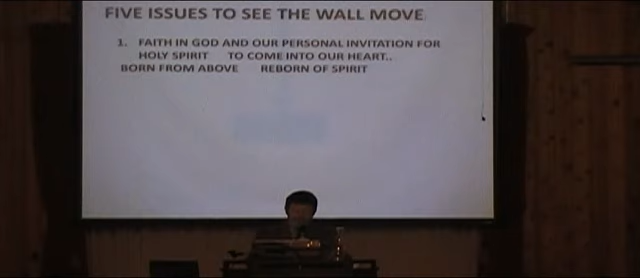 FIVE ISSUES TO SEE THE WALL MOVE
1. FAITH IN GOD AND OUR PERSONAL INVITATION FOR
HOLY SPIRIT TO COME INTO OUR HEART..
BORN FROM ABOVE REBORN OF SPIRIT